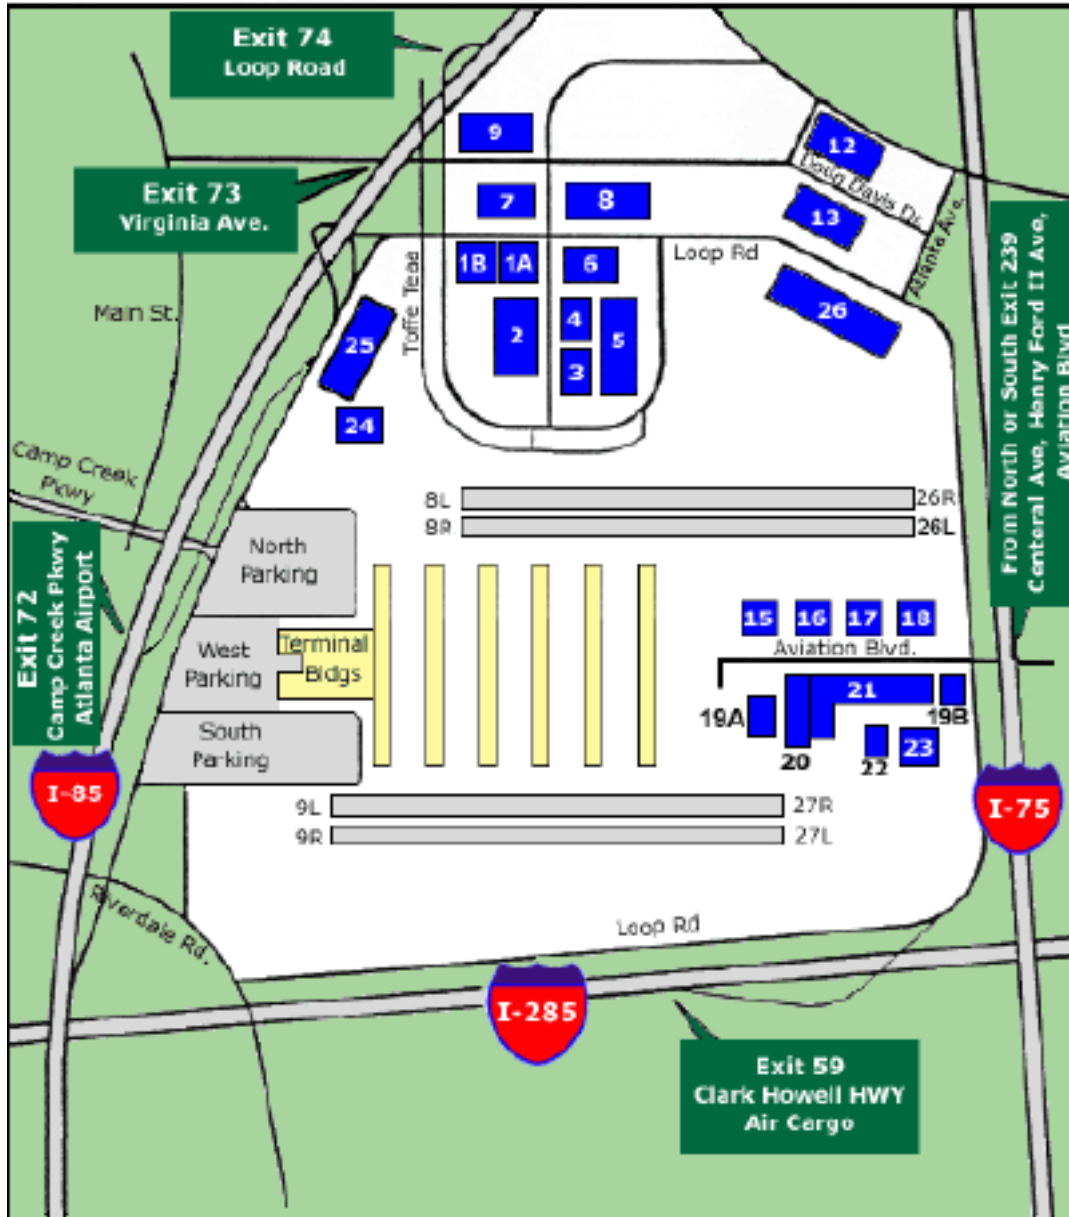 Exit 74
Loop Road
9
12
Doug Davis Dr.
Exit 73
Virginia Ave.
7
8
13
Atlanta Ave.
From North or South Exit 239
Centeral Ave, Henry Ford II Ave,
Aviation Blvd
Loop Rd
1B
1A
6
Toffe Teae
Main St.
26
25
2
4
5
3
24
Camp Creek
Pkwy
8L
26R
8R
26L
North
Parking
Exit 72
Camp Creek Pkwy
Atlanta Airport
15
16
17
18
Aviation Blvd.
Terminal
Bldgs
West
Parking
21
19A
19B
South
Parking
20
22
23
I-85
I-75
9L
27R
9R
27L
Riverdale Rd.
Loop Rd
I-285
Exit 59
Clark Howell HWY
Air Cargo